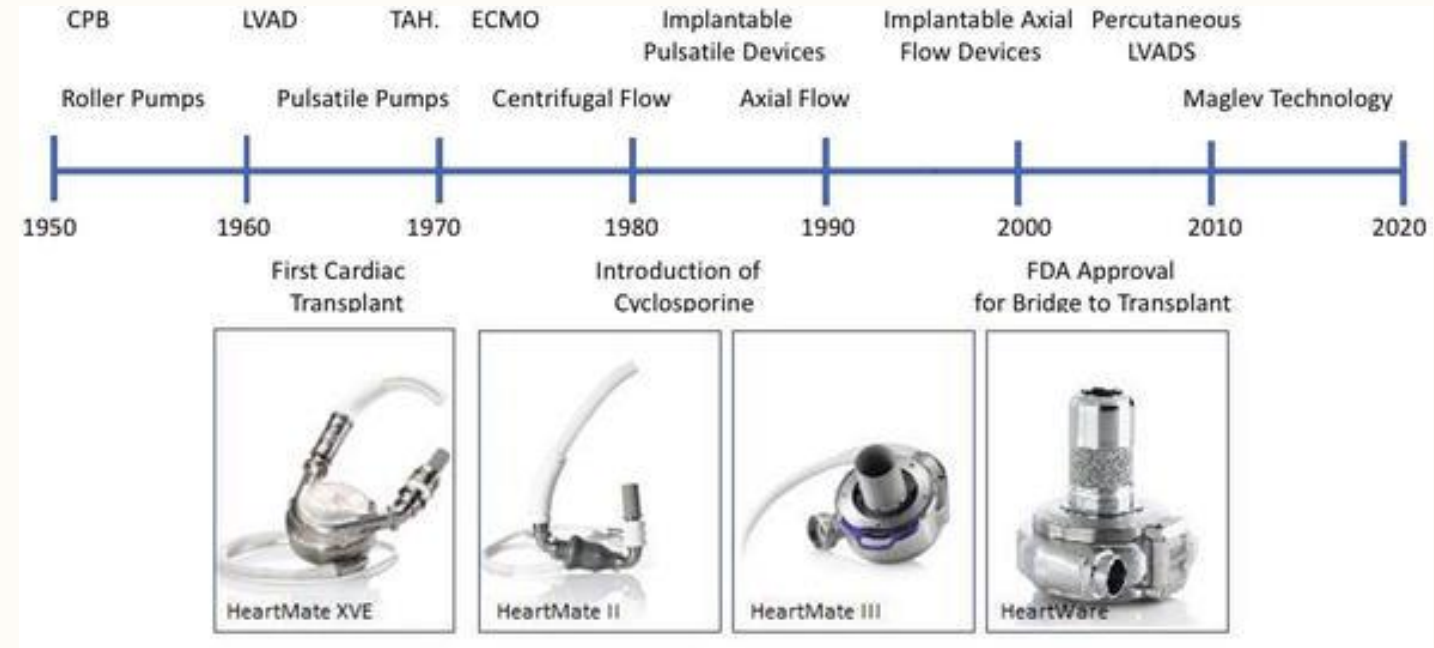 CPB LVAD TAH. ECMO Implantable Implantable Axial Percutaneous
Pulsatile Devices Flow Devices LVADS
Roller Pumps Pulsatile Pumps Centrifugal Flow Axial Flow Maglev Technology
1950 1960 1970 1980 1990 2000 2010 2020
First Cardiac Introduction of FDA Approval
Transplant Cyclosporine for Bridge to Transplant
HeartMate XVE HeartMate II HeartMate III HeartWare